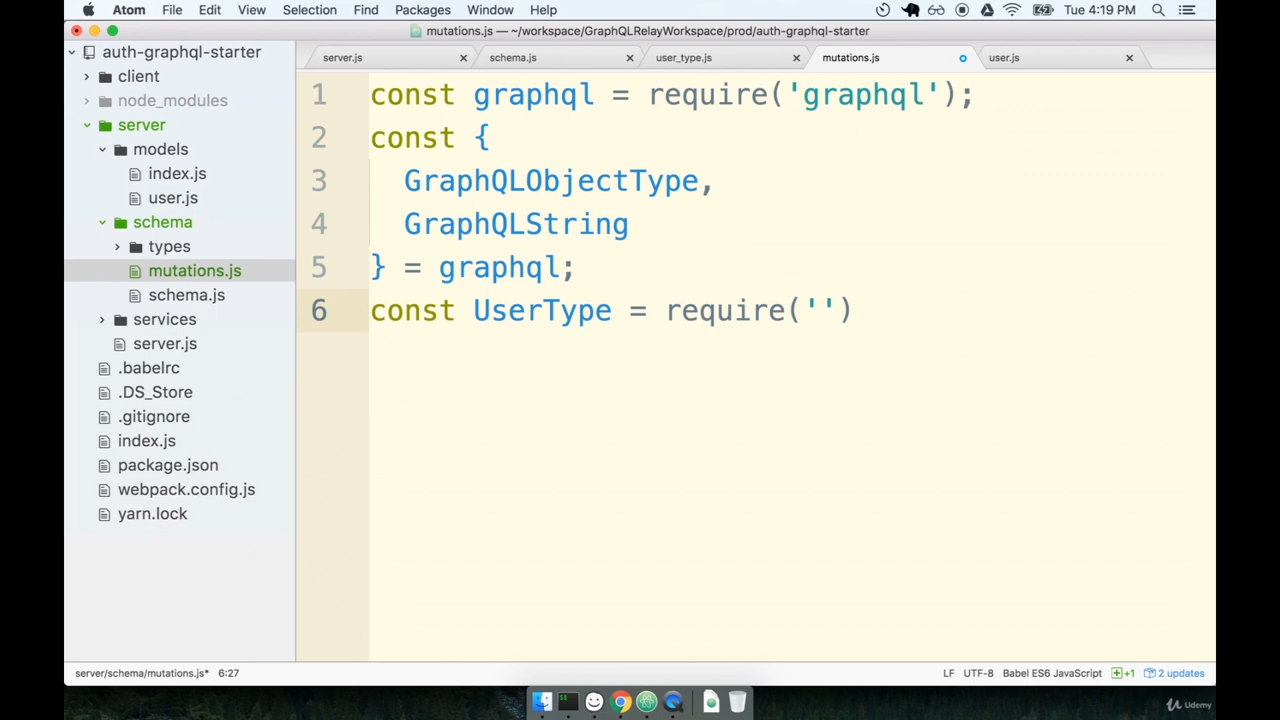 Atom File Edit View Selection Find Packages Window Help Tue 4:19 PM
mutations.js — ~/workspace/GraphQLRelayWorkspace/prod/auth-graphql-starter
auth-graphql-starter
client
node_modules
server
models
index.js
user.js
schema
types
mutations.js
schema.js
services
server.js
.babelrc
.DS_Store
.gitignore
index.js
package.json
webpack.config.js
yarn.lock
server.js schema.js user_type.js mutations.js user.js
1 const graphql = require('graphql');
2 const {
3 GraphQLObjectType,
4 GraphQLString
5 } = graphql;
6 const UserType = require('')
server/schema/mutations.js* 6:27 LF UTF-8 Babel ES6 JavaScript +1 2 updates
Udemy